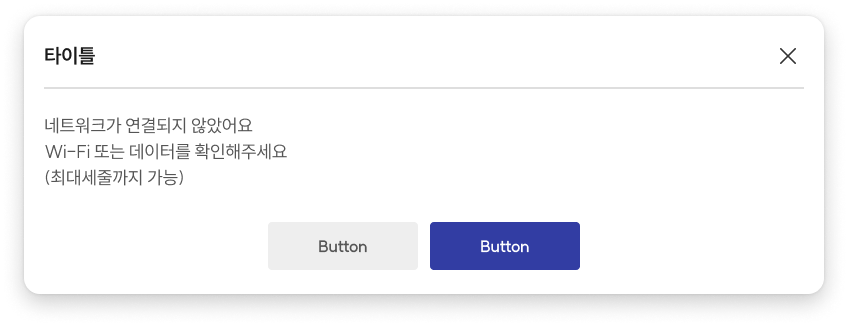 타이틀
네트워크가 연결되지 않았어요
Wi-Fi 또는 데이터를 확인해주세요
(최대세줄까지 가능)
Button
Button